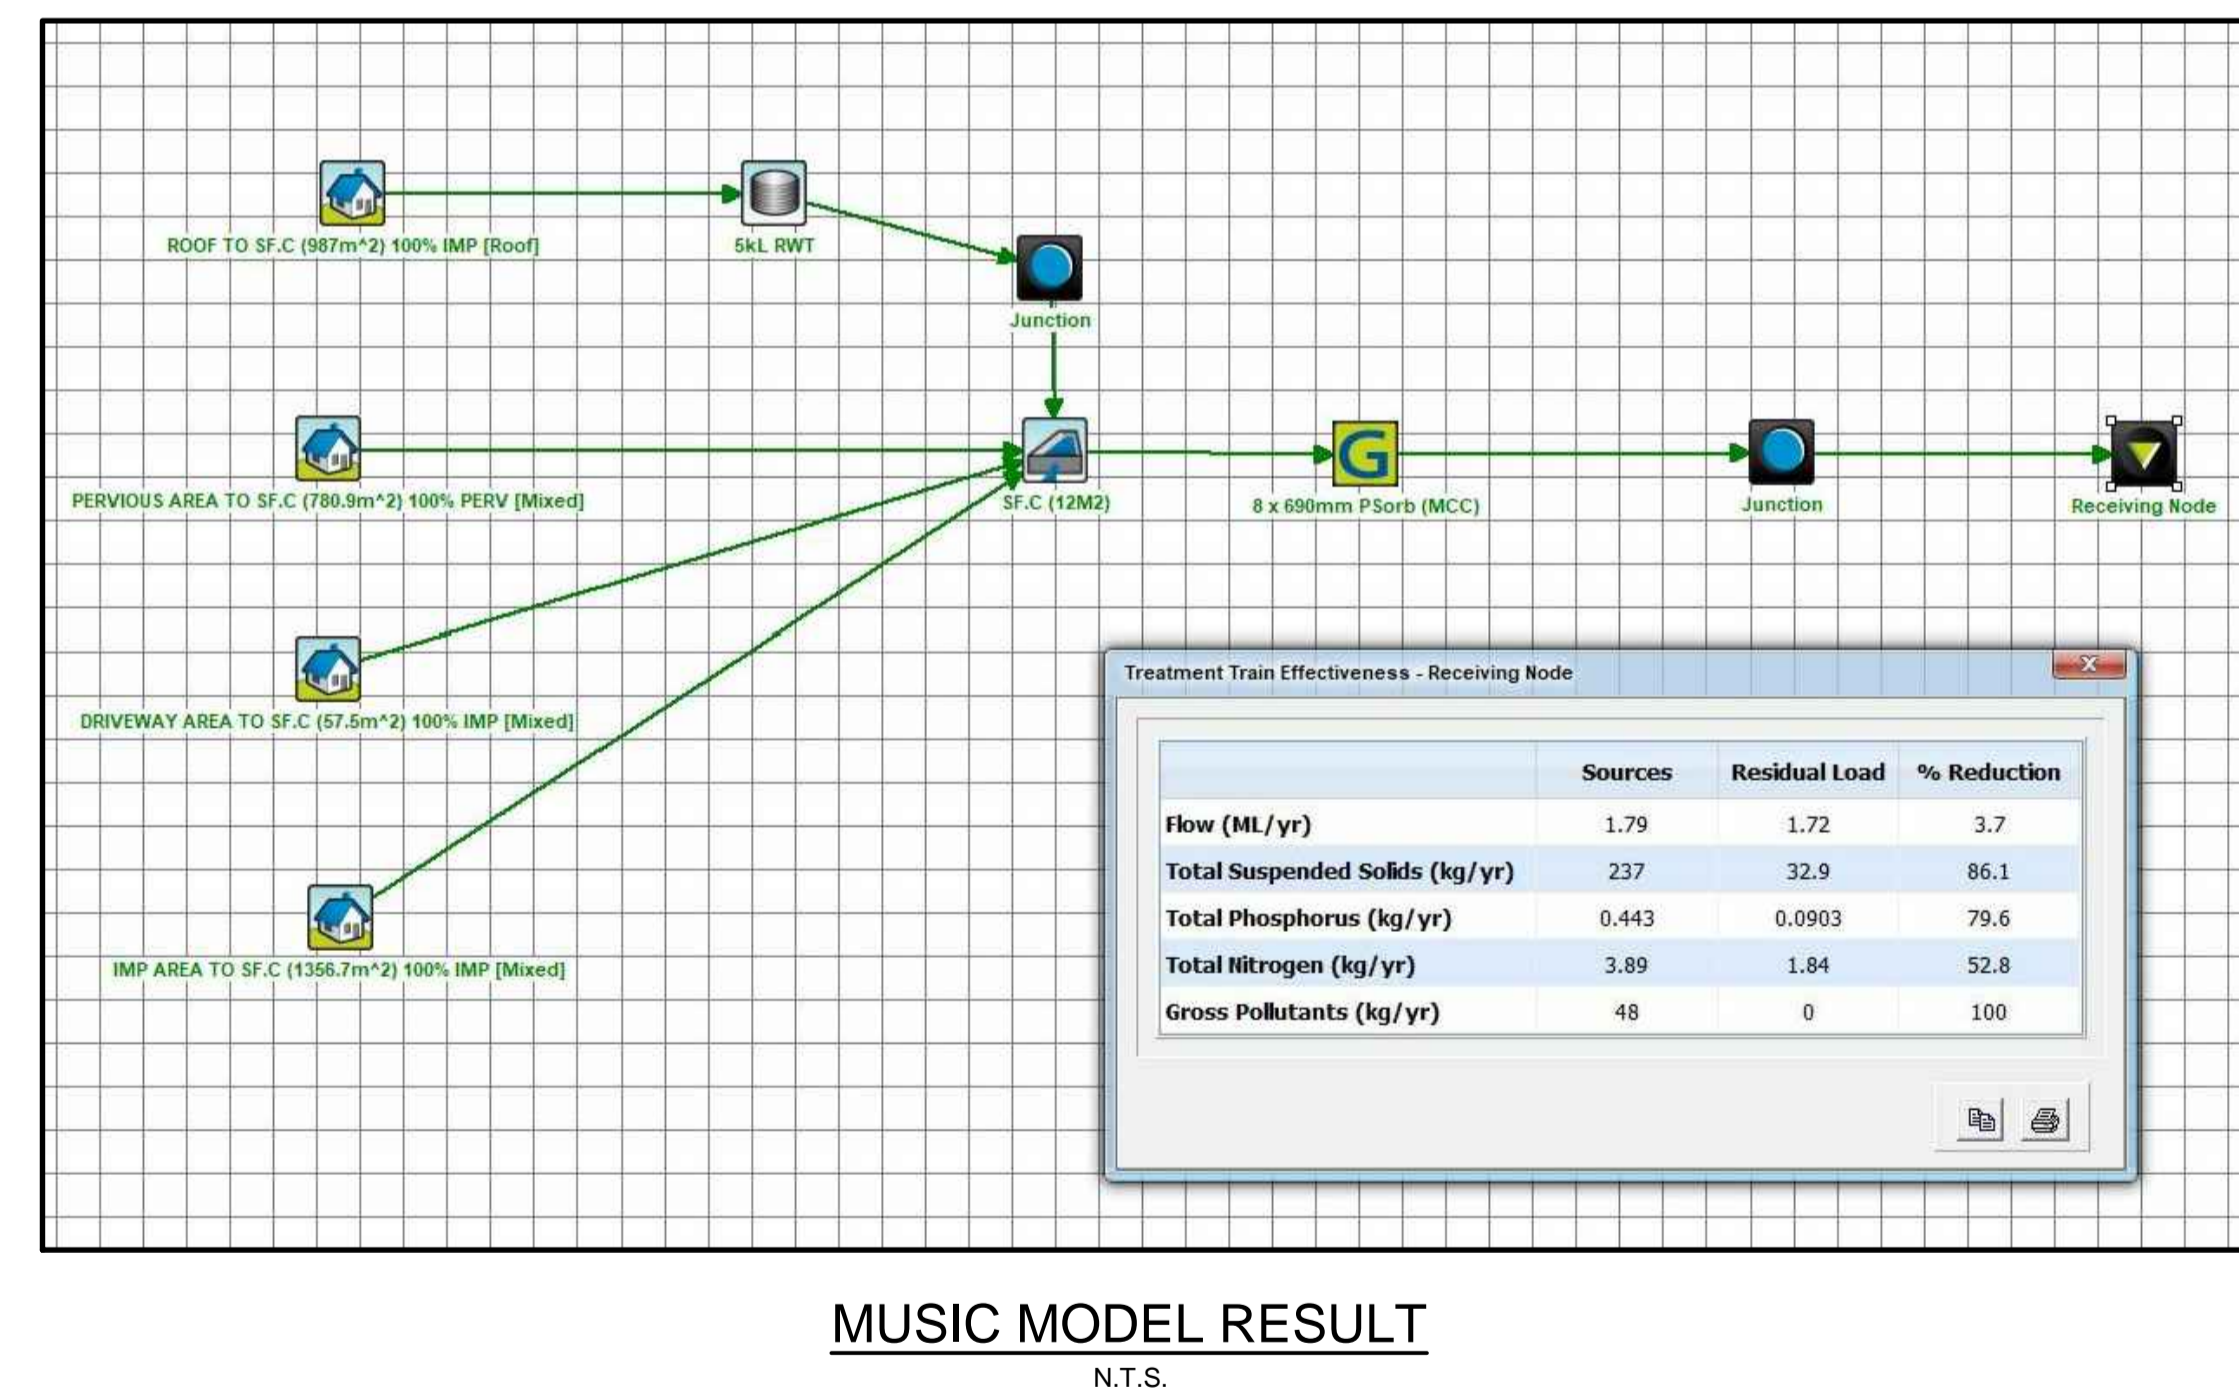 ROOF TO SF.C (987m^2) 100% IMP [Roof]
5kL RWT
Junction
PERVIOUS AREA TO SF.C (780.9m^2) 100% PERV [Mixed]
SF.C (12M2)
G
8 x 690mm PSorb (MCC)
Junction
Receiving Node
DRIVEWAY AREA TO SF.C (57.5m^2) 100% IMP [Mixed]
IMP AREA TO SF.C (1356.7m^2) 100% IMP [Mixed]
Treatment Train Effectiveness - Receiving Node
Sources Residual Load % Reduction
Flow (ML/yr) 1.79 1.72 3.7
Total Suspended Solids (kg/yr) 237 32.9 86.1
Total Phosphorus (kg/yr) 0.443 0.0903 79.6
Total Nitrogen (kg/yr) 3.89 1.84 52.8
Gross Pollutants (kg/yr) 48 0 100
MUSIC MODEL RESULT
N.T.S.